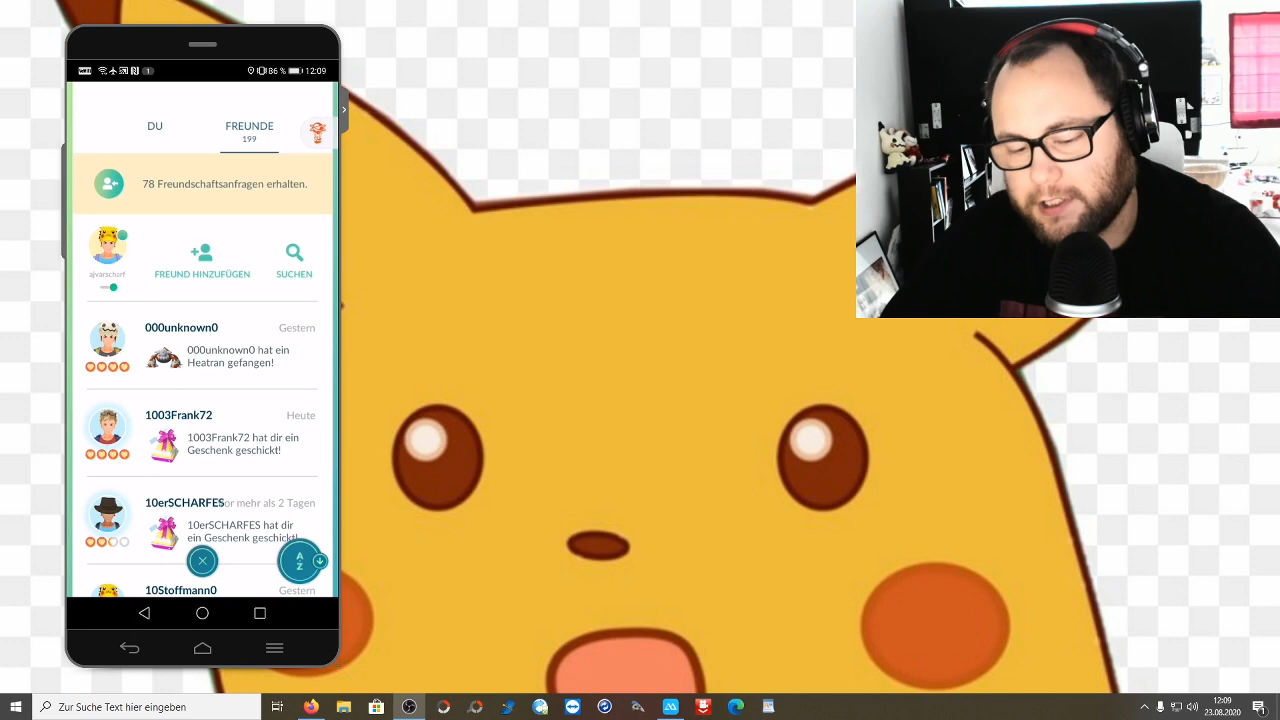 1
86 %
12:09
DU
FREUNDE
199
78 Freundschaftsanfragen erhalten.
ajvarscharf
FREUND HINZUFÜGEN
SUCHEN
000unknown0
Gestern
000unknown0 hat ein
Heatran gefangen!
1003Frank72
Heute
1003Frank72 hat dir ein
Geschenk geschickt!
10erSCHARFES
or mehr als 2 Tagen
10erSCHARFES hat dir
ein Geschenk geschickt!
A
Z
10Stoffmann0
Gestern
Zur Suche Text hier eingeben
12:09
23.08.2020